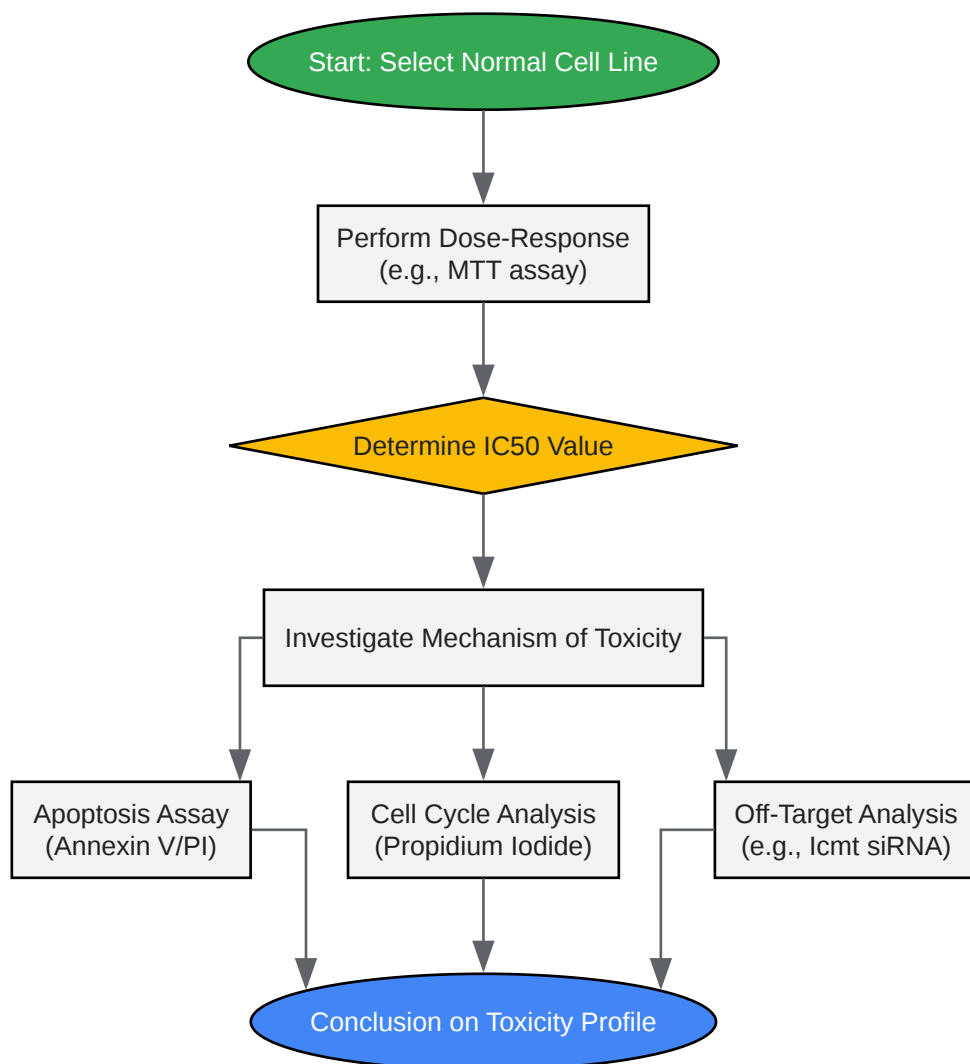 Start: Select Normal Cell Line
Perform Dose-Response
(e.g., MTT assay)
Determine IC50 Value
Investigate Mechanism of Toxicity
Apoptosis Assay
(Annexin V/PI)
Cell Cycle Analysis
(Propidium Iodide)
Off-Target Analysis
(e.g., Icmt siRNA)
Conclusion on Toxicity Profile